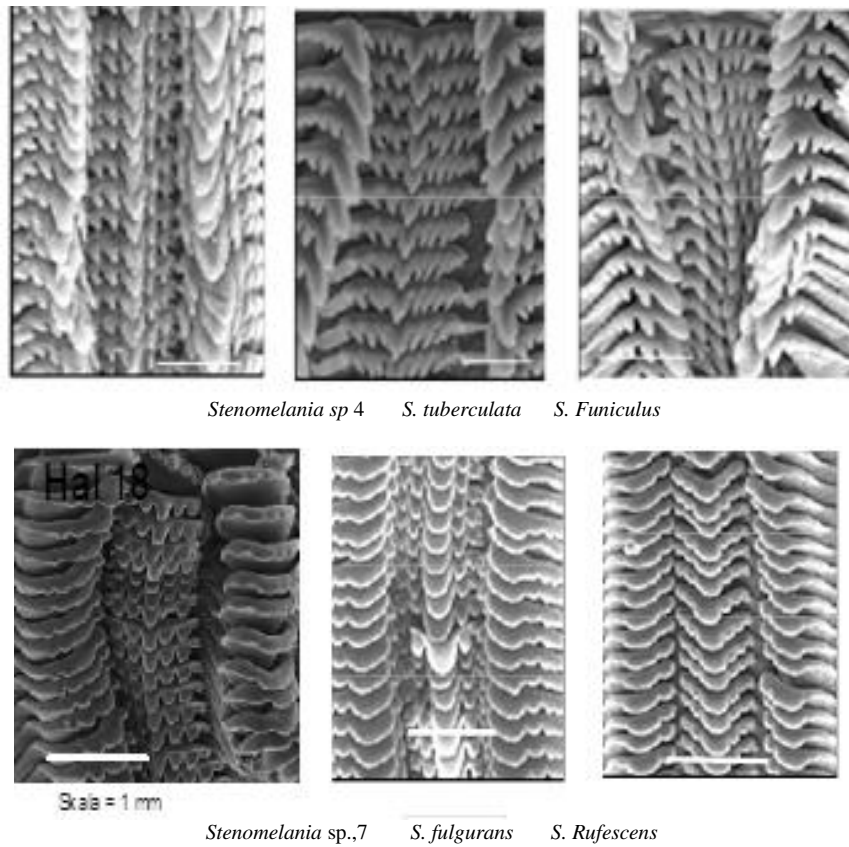 Stenomelania sp 4 S. tuberculata S. Funiculus
Hal 18
Skala = 1 mm
Stenomelania sp.,7 S. fulgurans S. Rufescens